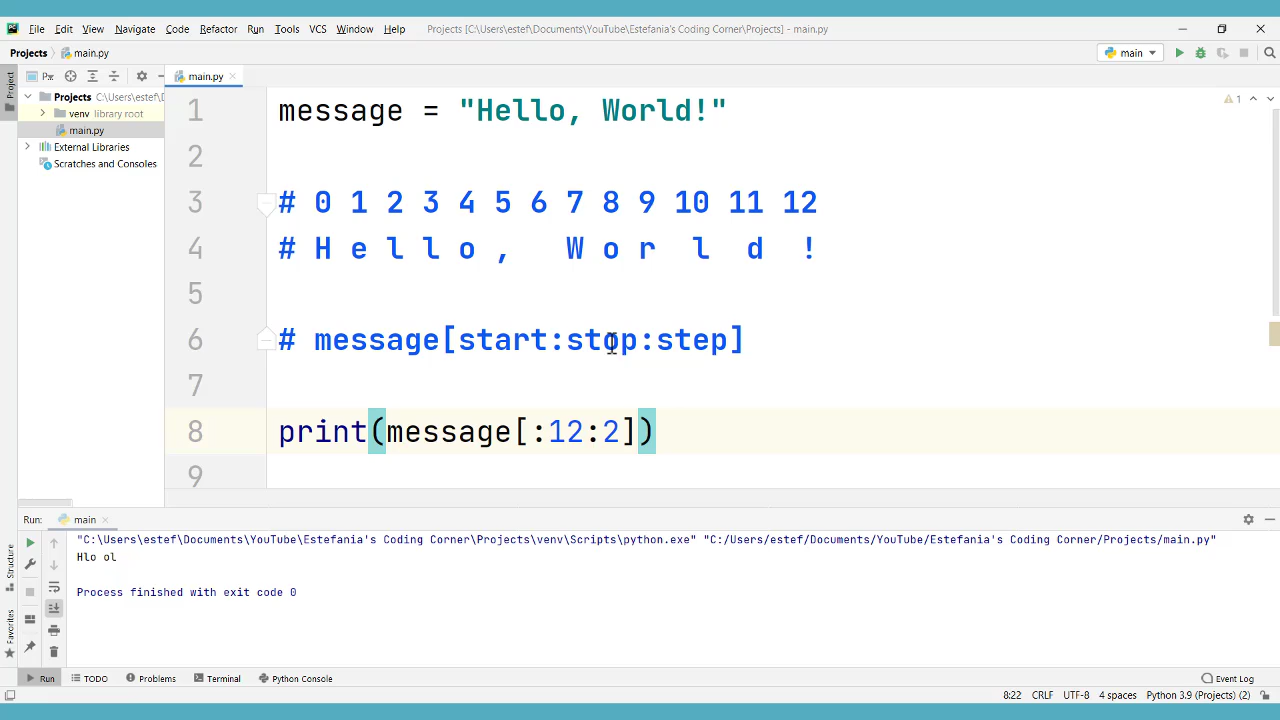 File Edit View Navigate Code Refactor Run Tools VCS Window Help Projects [C:\Users\estef\Documents\YouTube\Estefania's Coding Corner\Projects] - main.py
Projects main.py main
Pr... main.py
Projects C:\Users\estef\D
venv library root
main.py
External Libraries
Scratches and Consoles
Project
1 message = "Hello, World!"
1
2
3 # 0 1 2 3 4 5 6 7 8 9 10 11 12
4 # H e l l o ,   W o r l d !
5
6 # message[start:stop:step]
7
8 print(message[:12:2])
9
Run: main
"C:\Users\estef\Documents\YouTube\Estefania's Coding Corner\Projects\venv\Scripts\python.exe" "C:/Users/estef/Documents/YouTube/Estefania's Coding Corner/Projects/main.py"
Hlo ol
Process finished with exit code 0
Structure
Favorites
Run TODO Problems Terminal Python Console Event Log
8:22 CRLF UTF-8 4 spaces Python 3.9 (Projects) (2)